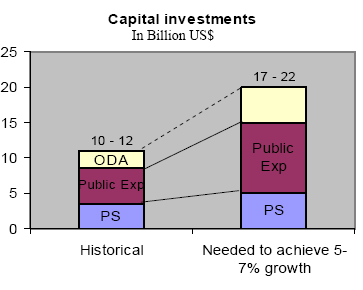 Capital investments
In Billion US$
25
20
15
10
5
0
10 - 12
ODA
Public Exp
PS
17 - 22
Public
Exp
PS
Historical
Needed to achieve 5-
7% growth